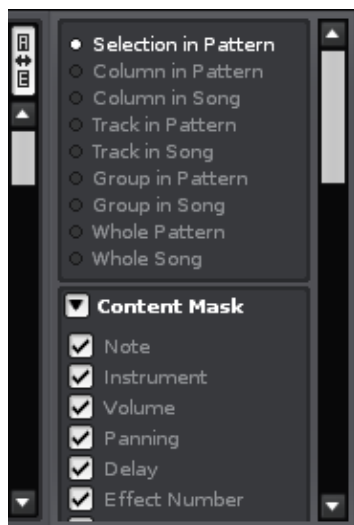 A
E
Selection in Pattern
Column in Pattern
Column in Song
Track in Pattern
Track in Song
Group in Pattern
Group in Song
Whole Pattern
Whole Song
Content Mask
Note
Instrument
Volume
Panning
Delay
Effect Number